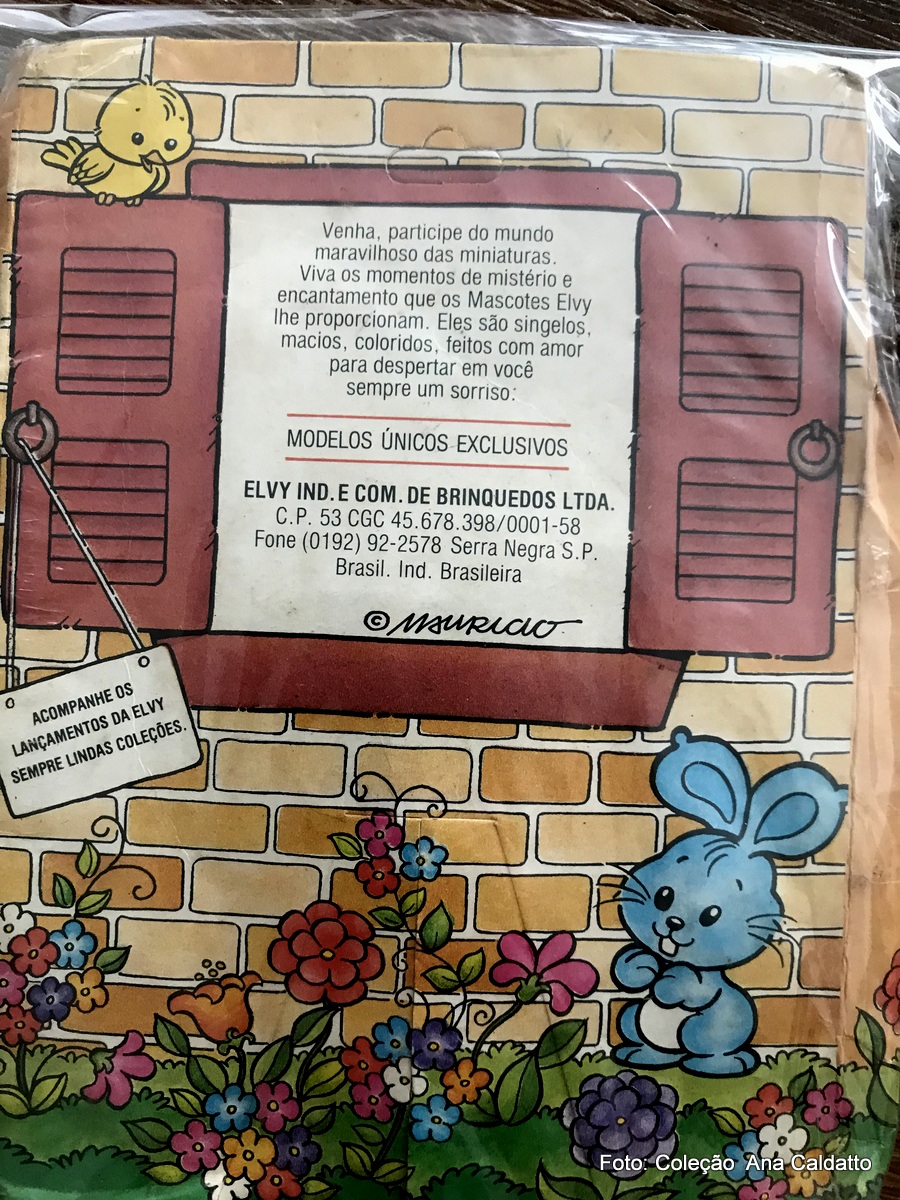 Venha, participe do mundo
maravilhoso das miniaturas.
Viva os momentos de mistério e
encantamento que os Mascotes Elvy
lhe proporcionam. Eles são singelos,
macios, coloridos, feitos com amor
para despertar em você
sempre um sorriso:
MODELOS ÚNICOS EXCLUSIVOS
ELVY IND. E COM. DE BRINQUEDOS LTDA.
C.P. 53 CGC 45.678.398/0001-58
Fone (0192) 92-2578 Serra Negra S.P.
Brasil. Ind. Brasileira
© MAURICIO
ACOMPANHE OS
LANÇAMENTOS DA ELVY
SEMPRE LINDAS COLEÇÕES.
Foto: Coleção Ana Caldatto